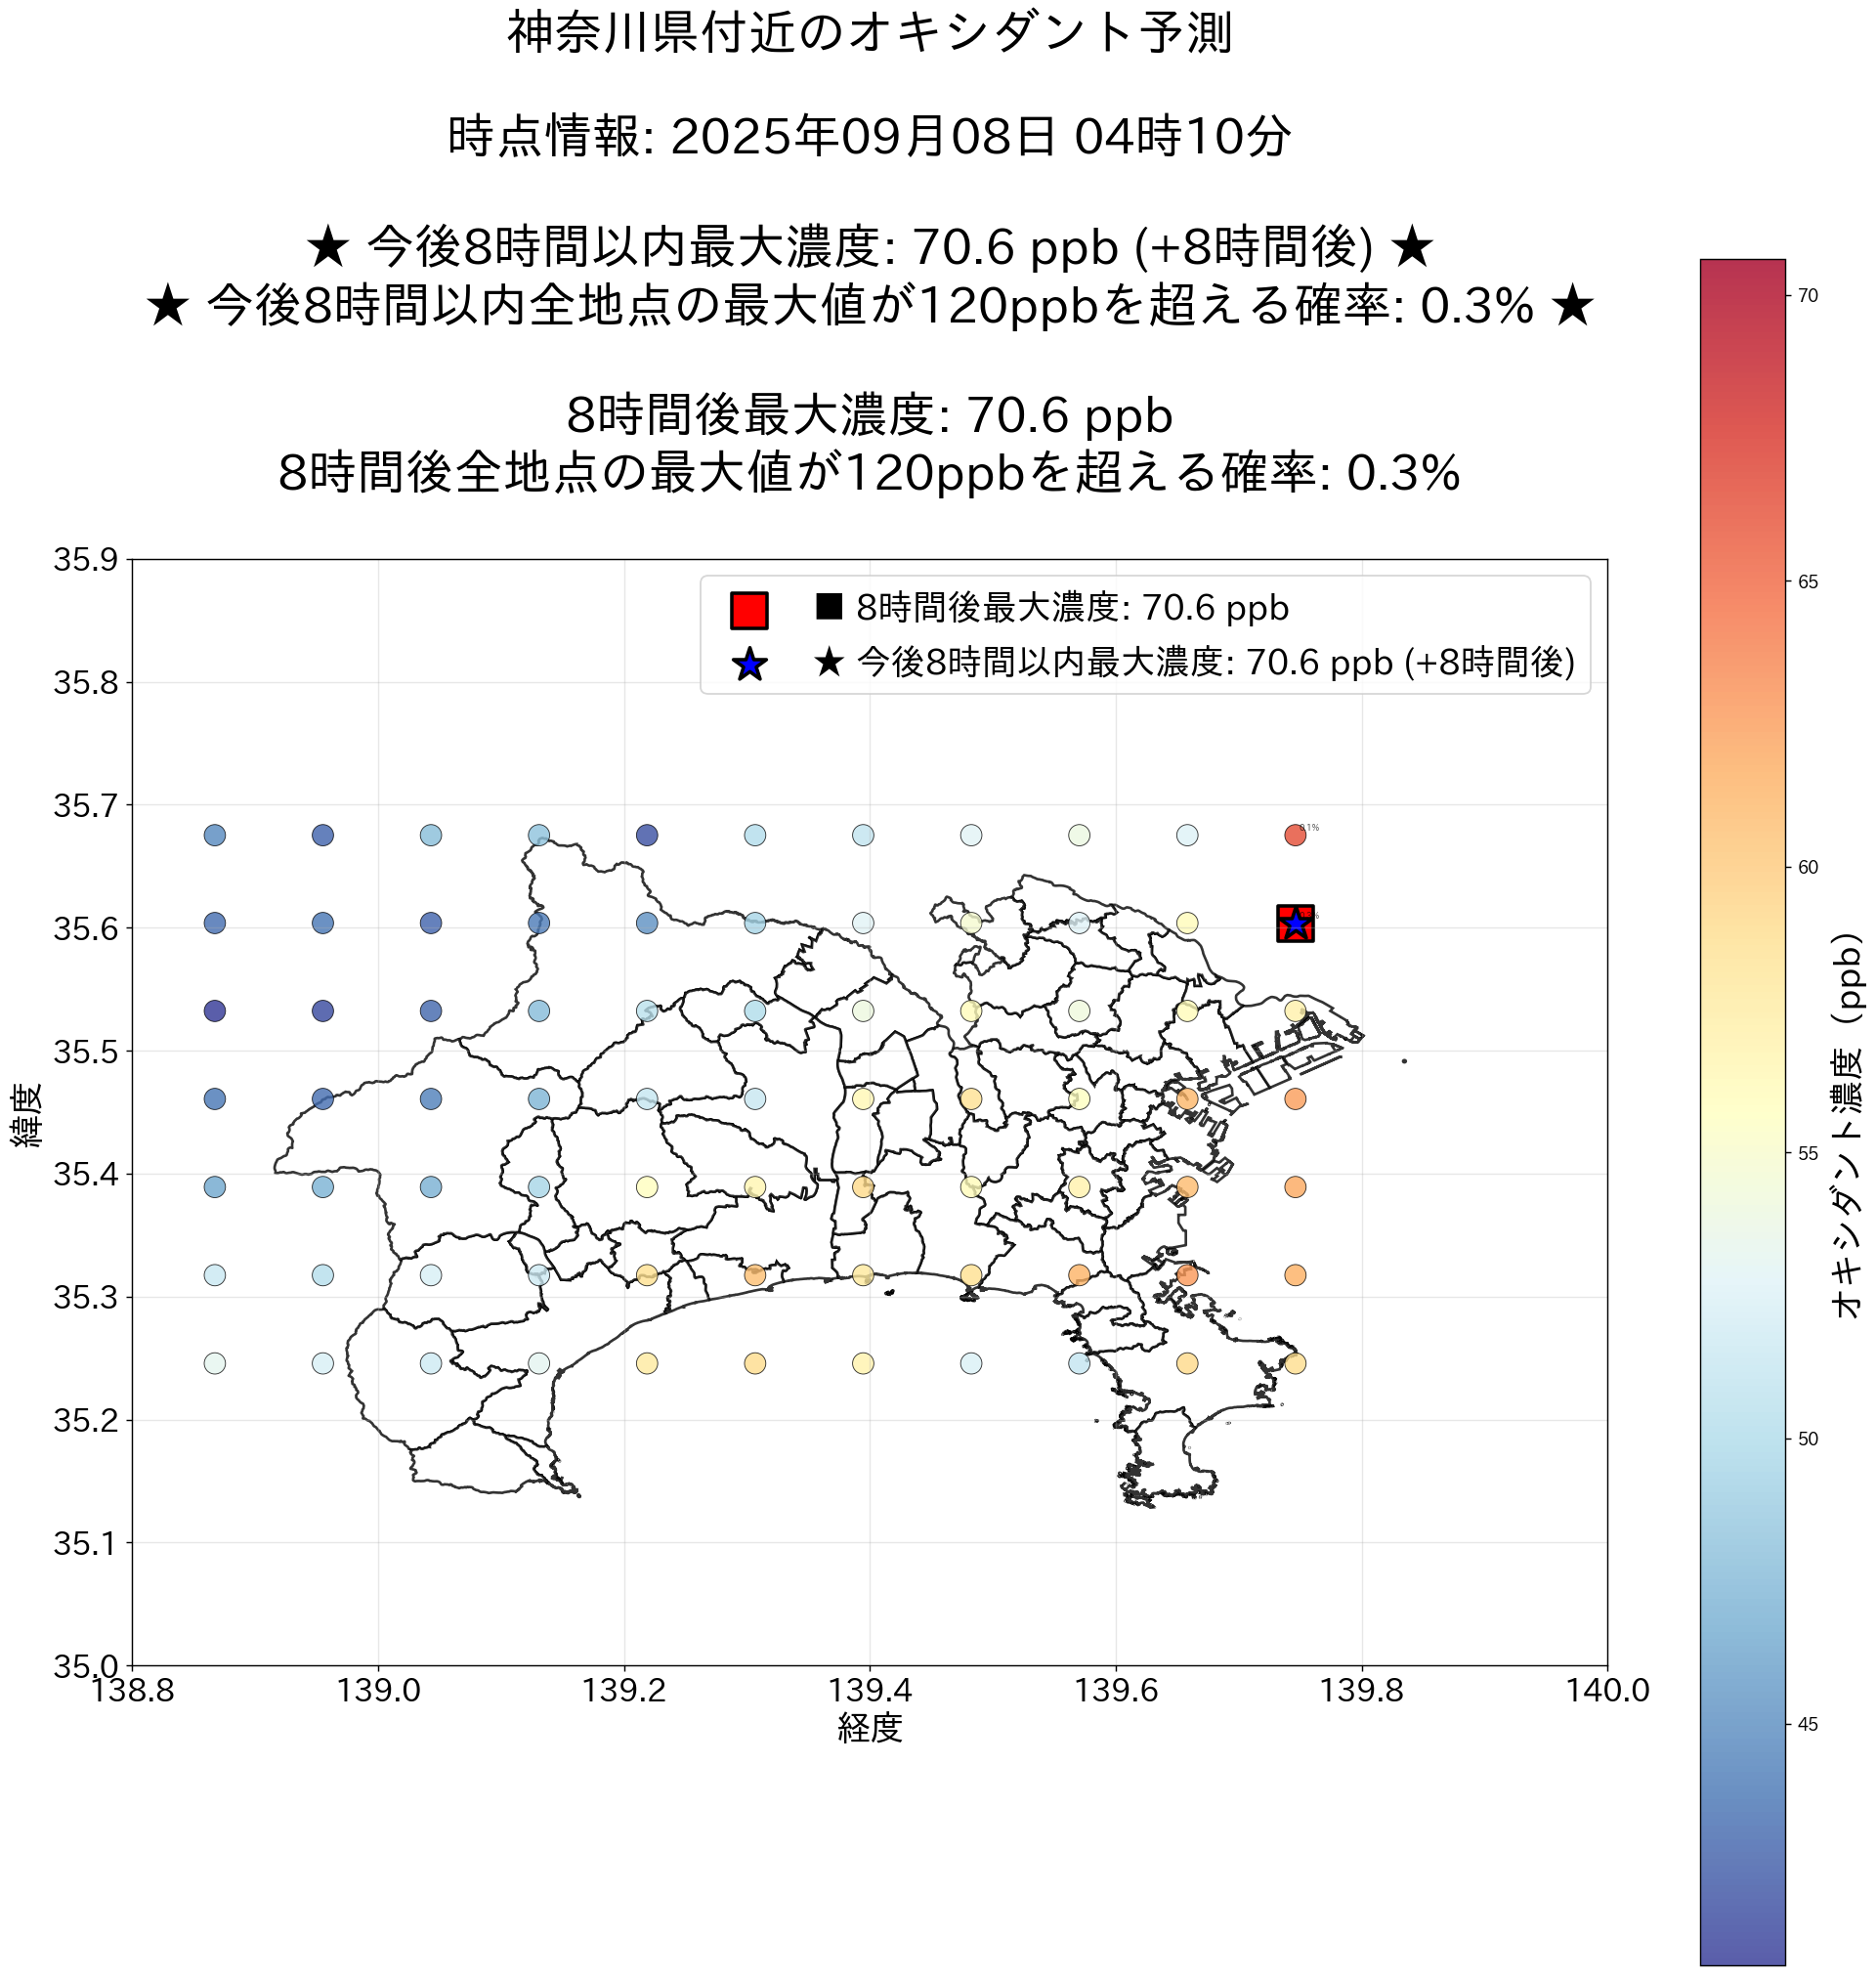 神奈川県付近のオキシダント予測
時点情報: 2025年09月08日 04時10分
★ 今後8時間以内最大濃度: 70.6 ppb (+8時間後) ★
★ 今後8時間以内全地点の最大値が120ppbを超える確率: 0.3% ★
8時間後最大濃度: 70.6 ppb
8時間後全地点の最大値が120ppbを超える確率: 0.3%
■ 8時間後最大濃度: 70.6 ppb
★ 今後8時間以内最大濃度: 70.6 ppb (+8時間後)
35.9
35.8
35.7
35.6
35.5
35.4
35.3
35.2
35.1
35.0
緯度
0.1%
138.8
139.0
139.2
139.4
139.6
139.8
140.0
経度
70
65
60
55
50
45
オキシダント濃度（ppb）